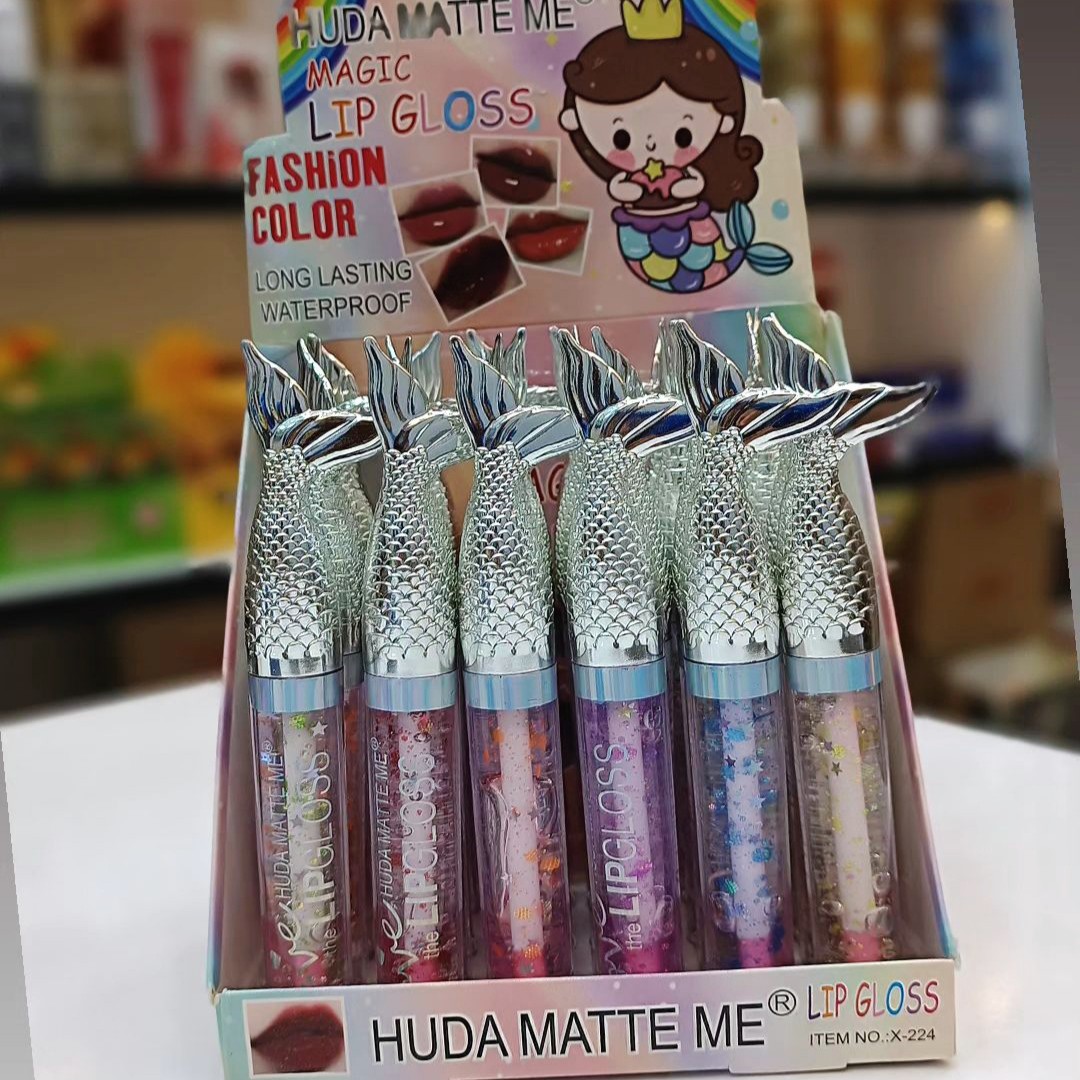 HUDA MATTE ME®
MAGIC
LIP GLOSS
FASHiON
COLOR
LONG LASTING
WATERPROOF
HUDA MATTE ME®
the LIPGLOSS
HUDA MATTE ME®
the LIPGLOSS
the LIPGLOSS
HUDA MATTE ME® LIP GLOSS
ITEM NO.:X-224